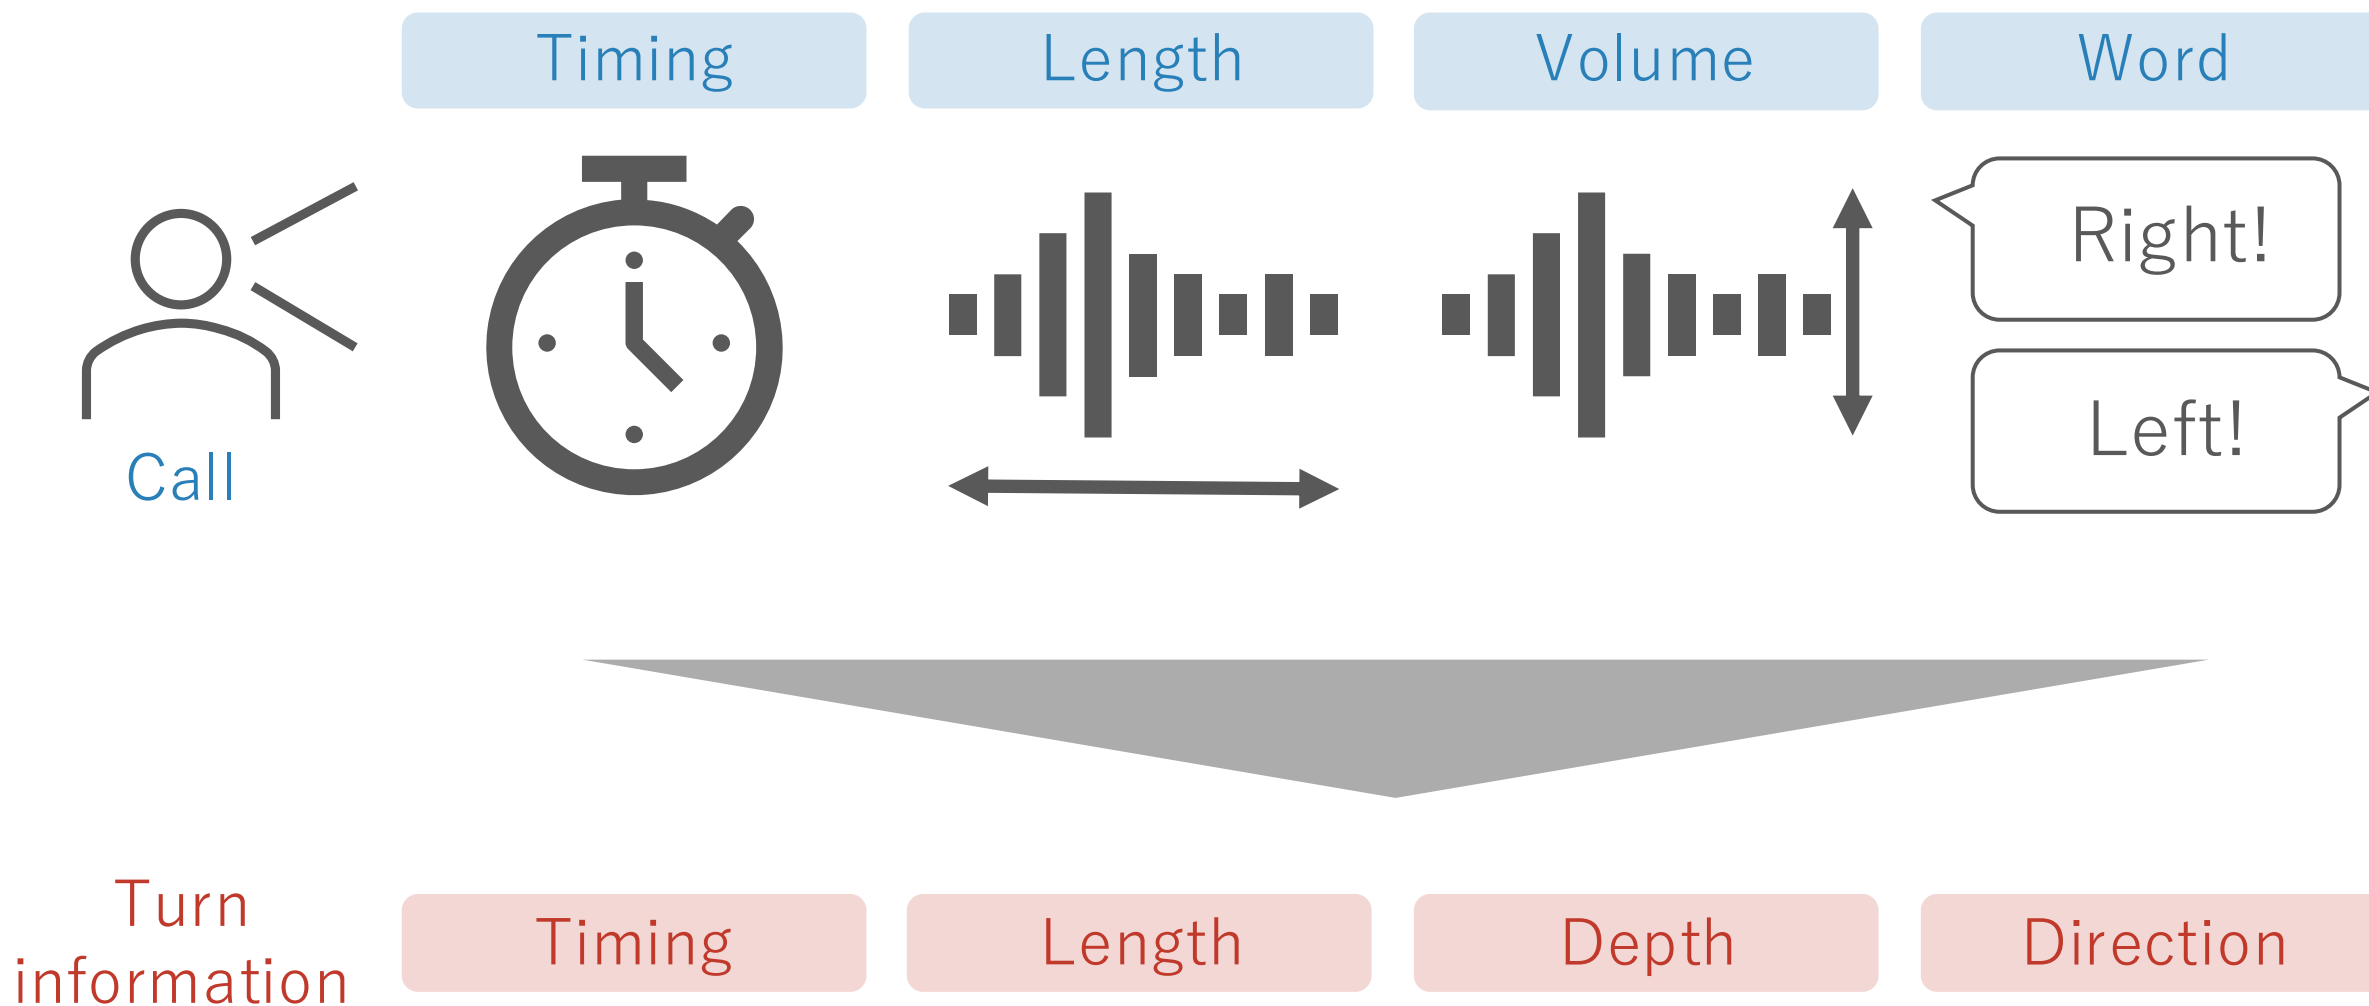 Timing
Length
Volume
Word
Right!
Left!
Call
Turn
information
Timing
Length
Depth
Direction